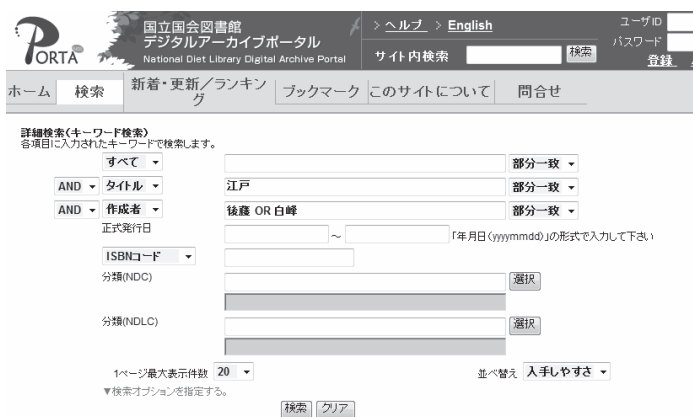 PORTA®
国立国会図書館
デジタルアーカイブポータル
National Diet Library Digital Archive Portal
> ヘルプ > English
サイト内検索 検索
ユーザID
パスワード
登録
ホーム 検索 新着・更新／ランキング ブックマーク このサイトについて 問合せ
詳細検索(キーワード検索)
各項目に入力されたキーワードで検索します。
すべて 部分一致
AND タイトル 江戸 部分一致
AND 作成者 後藤 OR 白峰 部分一致
正式発行日 ～ 「年月日(yyyymmdd)」の形式で入力して下さい
ISBNコード
分類(NDC) 選択
分類(NDLC) 選択
1ページ最大表示件数 20 並べ替え 入手しやすさ
▼検索オプションを指定する。
検索 クリア